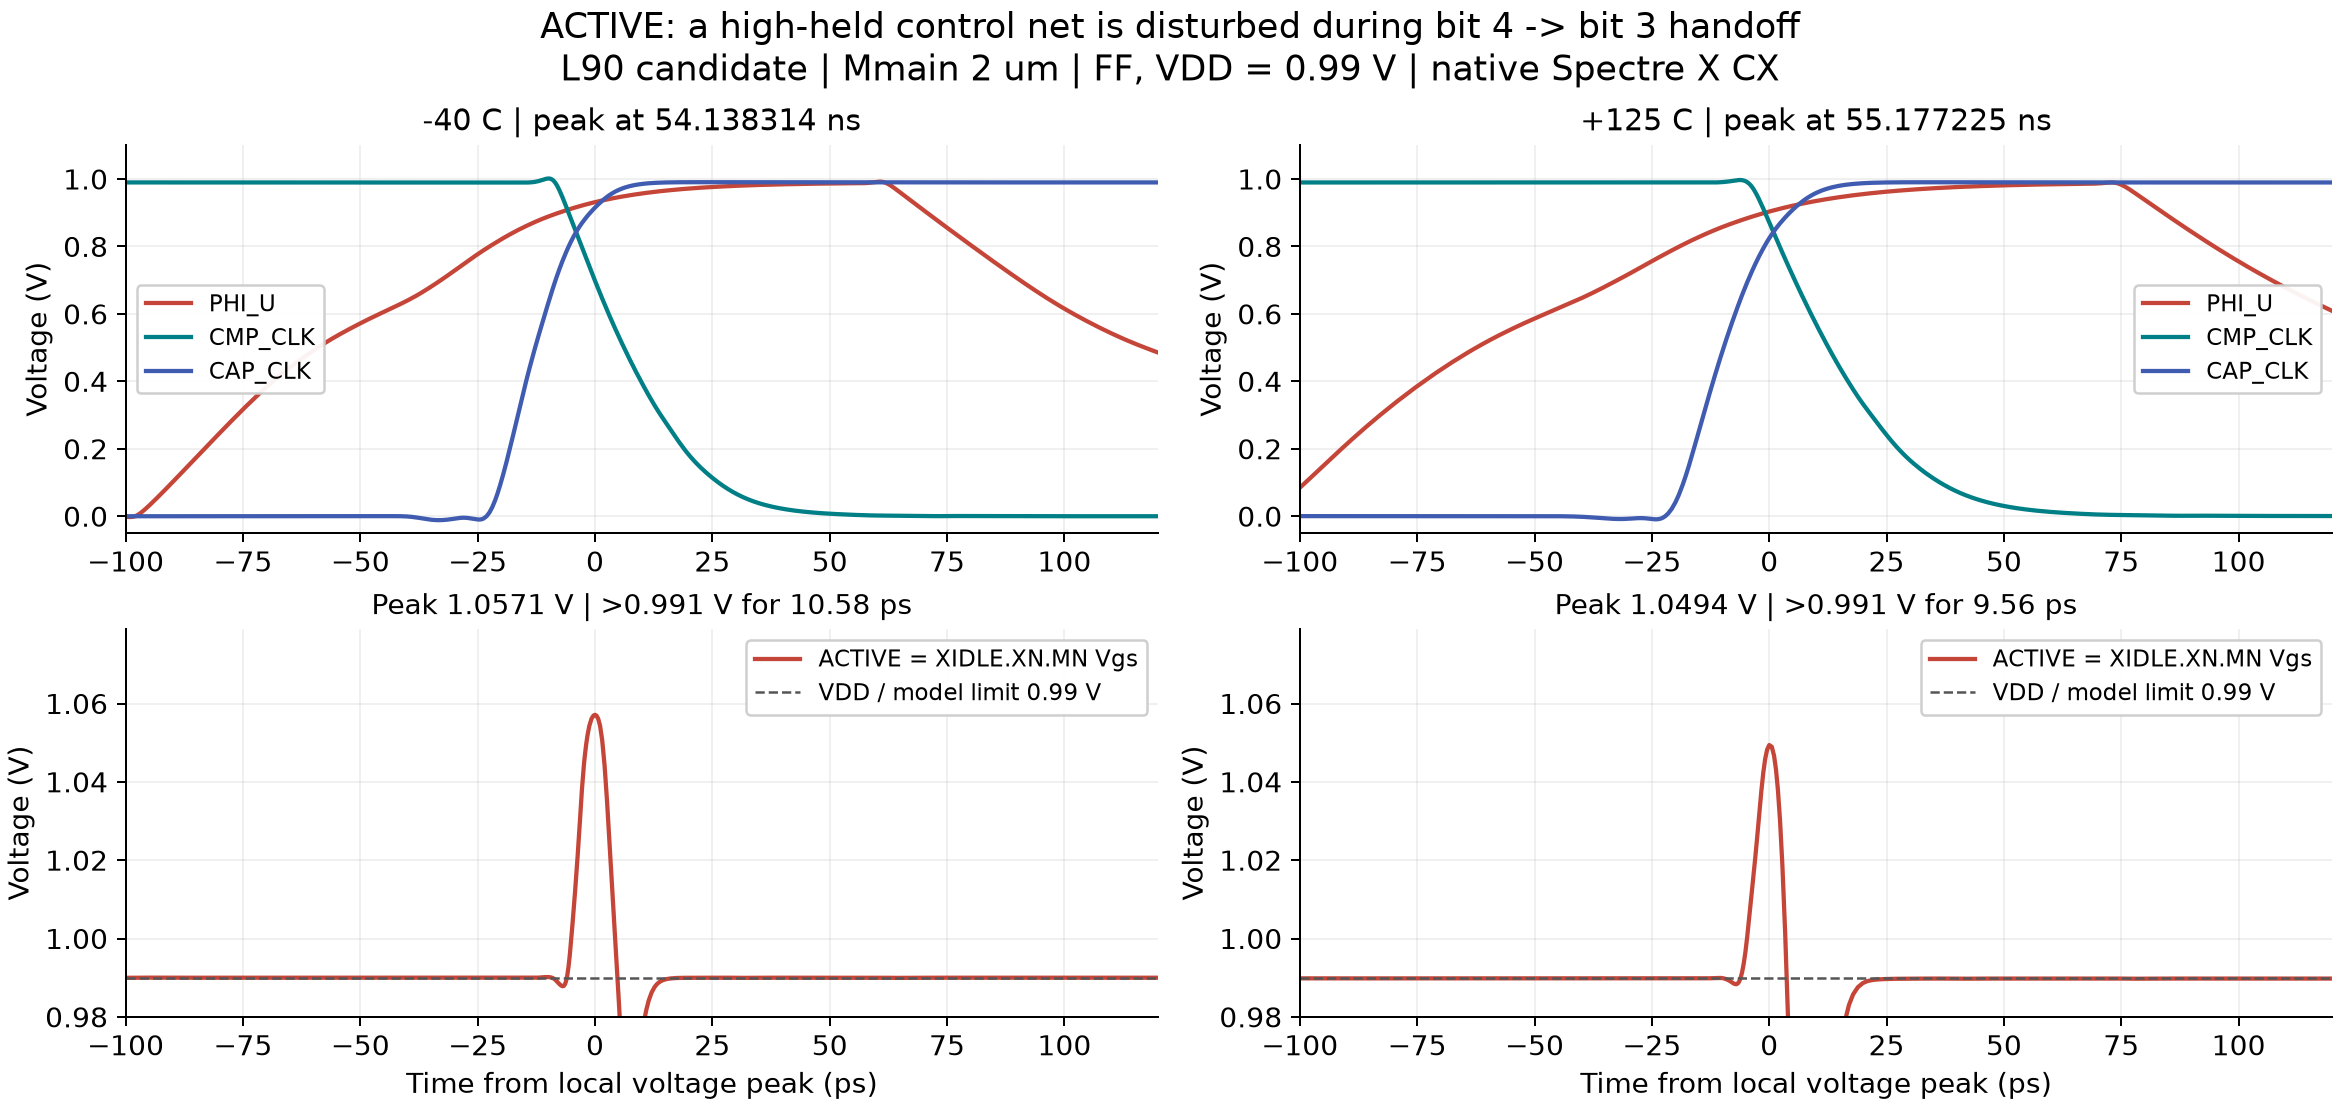 ACTIVE: a high-held control net is disturbed during bit 4 -> bit 3 handoff
L90 candidate | Mmain 2 um | FF, VDD = 0.99 V | native Spectre X CX
-40 C | peak at 54.138314 ns
Voltage (V)
1.0
0.8
0.6
0.4
0.2
0.0
PHI_U
CMP_CLK
CAP_CLK
−100 −75 −50 −25 0 25 50 75 100
+125 C | peak at 55.177225 ns
Voltage (V)
1.0
0.8
0.6
0.4
0.2
0.0
PHI_U
CMP_CLK
CAP_CLK
−100 −75 −50 −25 0 25 50 75 100
Peak 1.0571 V | >0.991 V for 10.58 ps
Voltage (V)
1.06
1.04
1.02
1.00
0.98
ACTIVE = XIDLE.XN.MN Vgs
VDD / model limit 0.99 V
−100 −75 −50 −25 0 25 50 75 100
Time from local voltage peak (ps)
Peak 1.0494 V | >0.991 V for 9.56 ps
Voltage (V)
1.06
1.04
1.02
1.00
0.98
ACTIVE = XIDLE.XN.MN Vgs
VDD / model limit 0.99 V
−100 −75 −50 −25 0 25 50 75 100
Time from local voltage peak (ps)